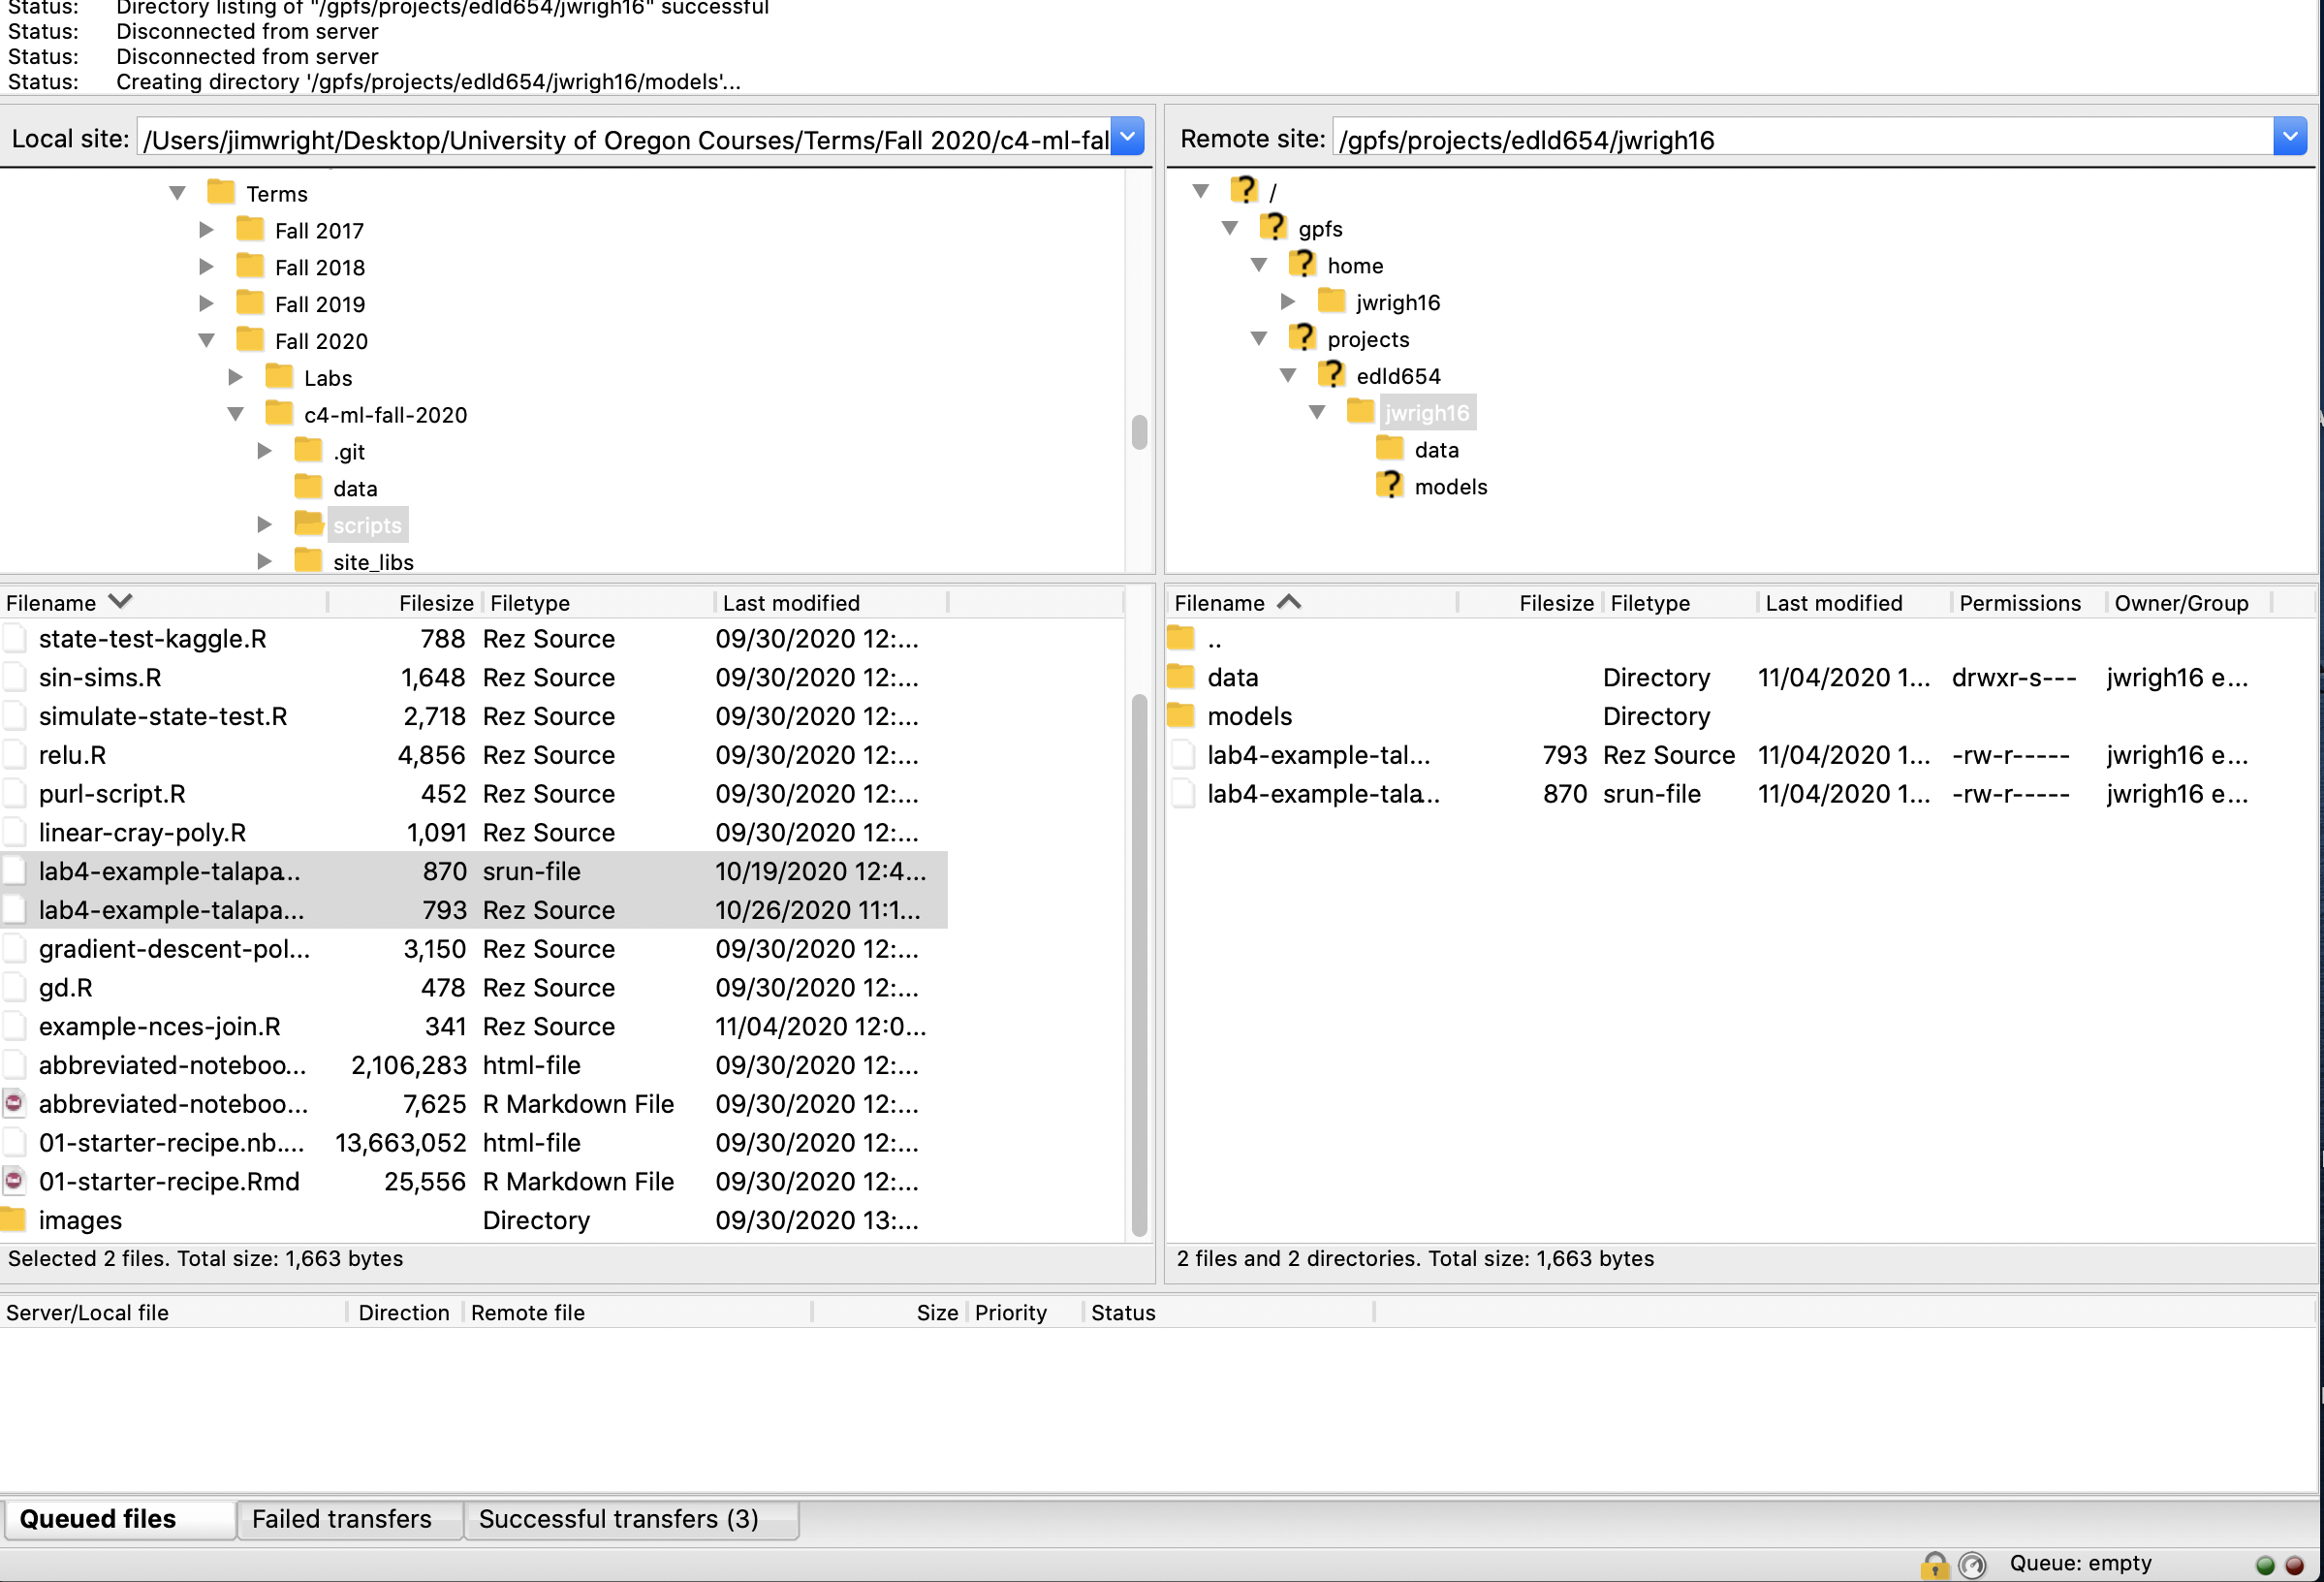 Status: Directory listing of "/gpfs/projects/edld654/jwrigh16" successful
Status: Disconnected from server
Status: Disconnected from server
Status: Creating directory '/gpfs/projects/edld654/jwrigh16/models'...
Local site: /Users/jimwright/Desktop/University of Oregon Courses/Terms/Fall 2020/c4-ml-fal
Terms
Fall 2017
Fall 2018
Fall 2019
Fall 2020
Labs
c4-ml-fall-2020
.git
data
scripts
site_libs
Remote site: /gpfs/projects/edld654/jwrigh16
/
gpfs
home
jwrigh16
projects
edld654
jwrigh16
data
models
Filename Filesize Filetype Last modified
state-test-kaggle.R 788 Rez Source 09/30/2020 12:...
sin-sims.R 1,648 Rez Source 09/30/2020 12:...
simulate-state-test.R 2,718 Rez Source 09/30/2020 12:...
relu.R 4,856 Rez Source 09/30/2020 12:...
purl-script.R 452 Rez Source 09/30/2020 12:...
linear-cray-poly.R 1,091 Rez Source 09/30/2020 12:...
lab4-example-talapa... 870 srun-file 10/19/2020 12:4...
lab4-example-talapa... 793 Rez Source 10/26/2020 11:1...
gradient-descent-pol... 3,150 Rez Source 09/30/2020 12:...
gd.R 478 Rez Source 09/30/2020 12:...
example-nces-join.R 341 Rez Source 11/04/2020 12:0...
abbreviated-noteboo... 2,106,283 html-file 09/30/2020 12:...
abbreviated-noteboo... 7,625 R Markdown File 09/30/2020 12:...
01-starter-recipe.nb.... 13,663,052 html-file 09/30/2020 12:...
01-starter-recipe.Rmd 25,556 R Markdown File 09/30/2020 12:...
images Directory 09/30/2020 13:...
Selected 2 files. Total size: 1,663 bytes
Filename Filesize Filetype Last modified Permissions Owner/Group
..
data Directory 11/04/2020 1... drwxr-s--- jwrigh16 e...
models Directory
lab4-example-tal... 793 Rez Source 11/04/2020 1... -rw-r----- jwrigh16 e...
lab4-example-tala... 870 srun-file 11/04/2020 1... -rw-r----- jwrigh16 e...
2 files and 2 directories. Total size: 1,663 bytes
Server/Local file Direction Remote file Size Priority Status
Queued files Failed transfers Successful transfers (3)
Queue: empty